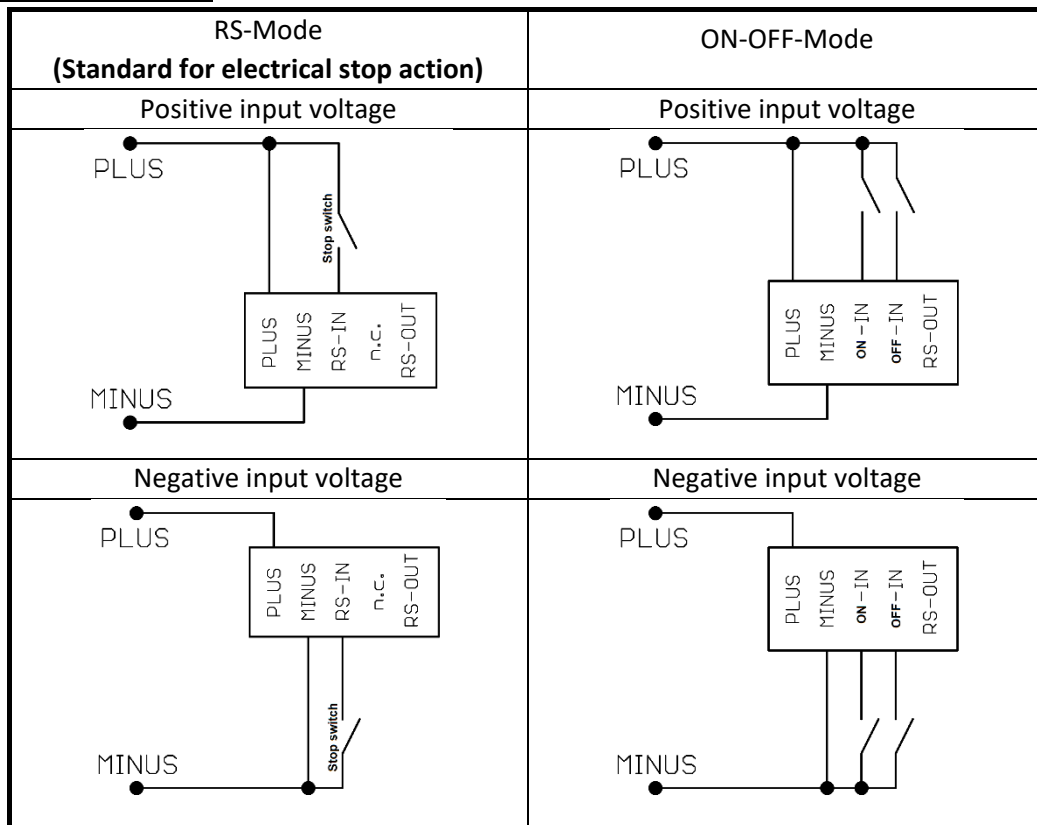 RS-Mode
(Standard for electrical stop action)
ON-OFF-Mode
Positive input voltage
Positive input voltage
PLUS
Stop switch
PLUS
MINUS
RS-IN
n.c.
RS-OUT
MINUS
PLUS
PLUS
MINUS
ON-IN
OFF-IN
RS-OUT
MINUS
Negative input voltage
Negative input voltage
PLUS
PLUS
MINUS
RS-IN
n.c.
RS-OUT
Stop switch
MINUS
PLUS
PLUS
MINUS
ON-IN
OFF-IN
RS-OUT
MINUS